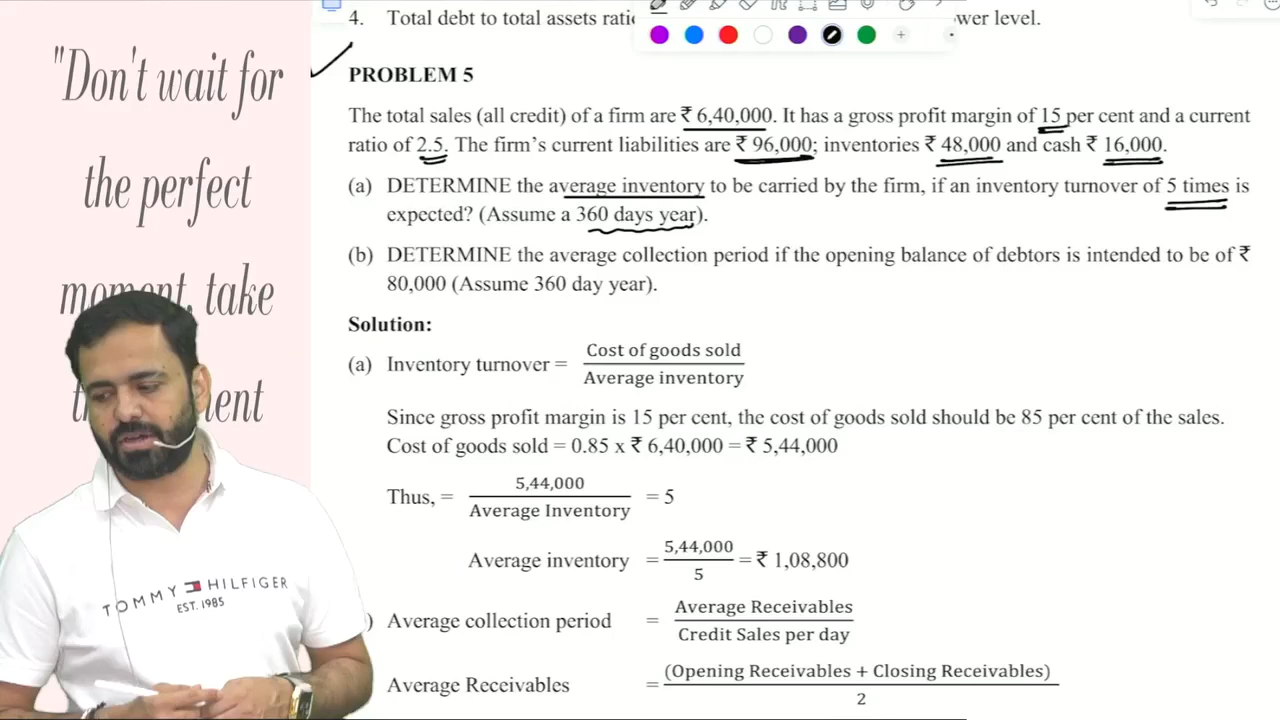 4. Total debt to total assets wer level.
"Don't wait for
the perfect
moment, take
PROBLEM 5
The total sales (all credit) of a firm are ₹ 6,40,000. It has a gross profit margin of 15 per cent and a current
ratio of 2.5. The firm's current liabilities are ₹ 96,000; inventories ₹ 48,000 and cash ₹ 16,000.
(a) DETERMINE the average inventory to be carried by the firm, if an inventory turnover of 5 times is
expected? (Assume a 360 days year).
(b) DETERMINE the average collection period if the opening balance of debtors is intended to be of ₹
80,000 (Assume 360 day year).
Solution:
(a) Inventory turnover = Cost of goods sold
Average inventory
Since gross profit margin is 15 per cent, the cost of goods sold should be 85 per cent of the sales.
Cost of goods sold = 0.85 x ₹ 6,40,000 = ₹ 5,44,000
Thus, = 5,44,000 = 5
Average Inventory
Average inventory = 5,44,000 = ₹ 1,08,800
5
) Average collection period = Average Receivables
Credit Sales per day
Average Receivables = (Opening Receivables + Closing Receivables)
2
TOMMY HILFIGER
EST. 1985